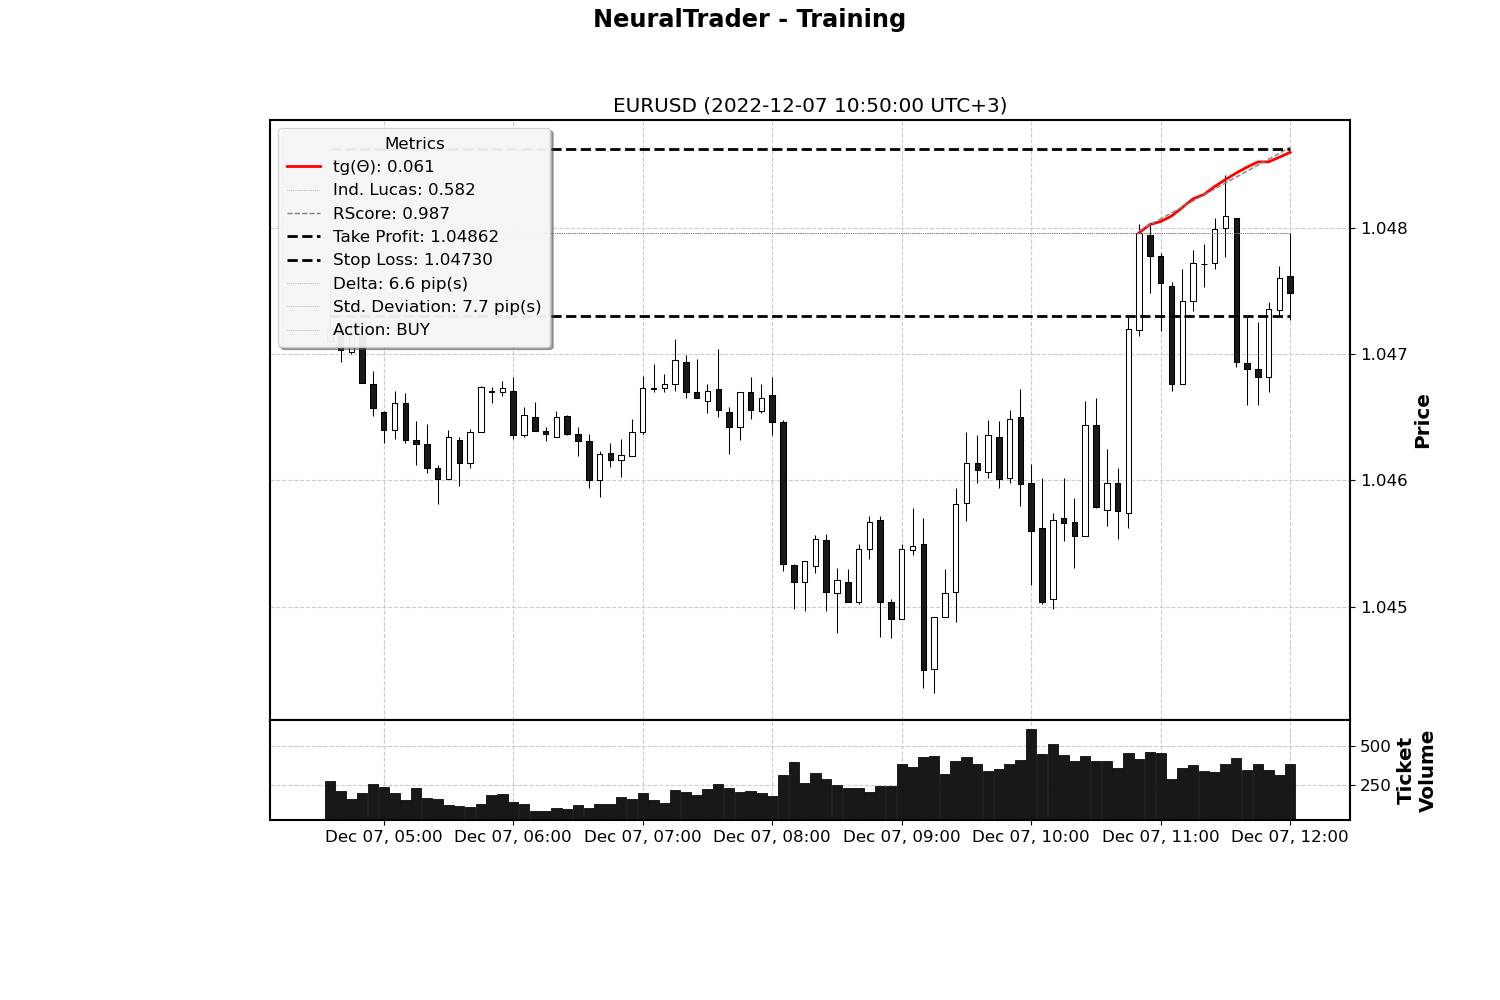 NeuralTrader - Training
EURUSD (2022-12-07 10:50:00 UTC+3)
Metrics
tg(Θ): 0.061
Ind. Lucas: 0.582
RScore: 0.987
Take Profit: 1.04862
Stop Loss: 1.04730
Delta: 6.6 pip(s)
Std. Deviation: 7.7 pip(s)
Action: BUY
1.048
1.047
1.046
1.045
Price
500
250
Ticket
Volume
Dec 07, 05:00 Dec 07, 06:00 Dec 07, 07:00 Dec 07, 08:00 Dec 07, 09:00 Dec 07, 10:00 Dec 07, 11:00 Dec 07, 12:00